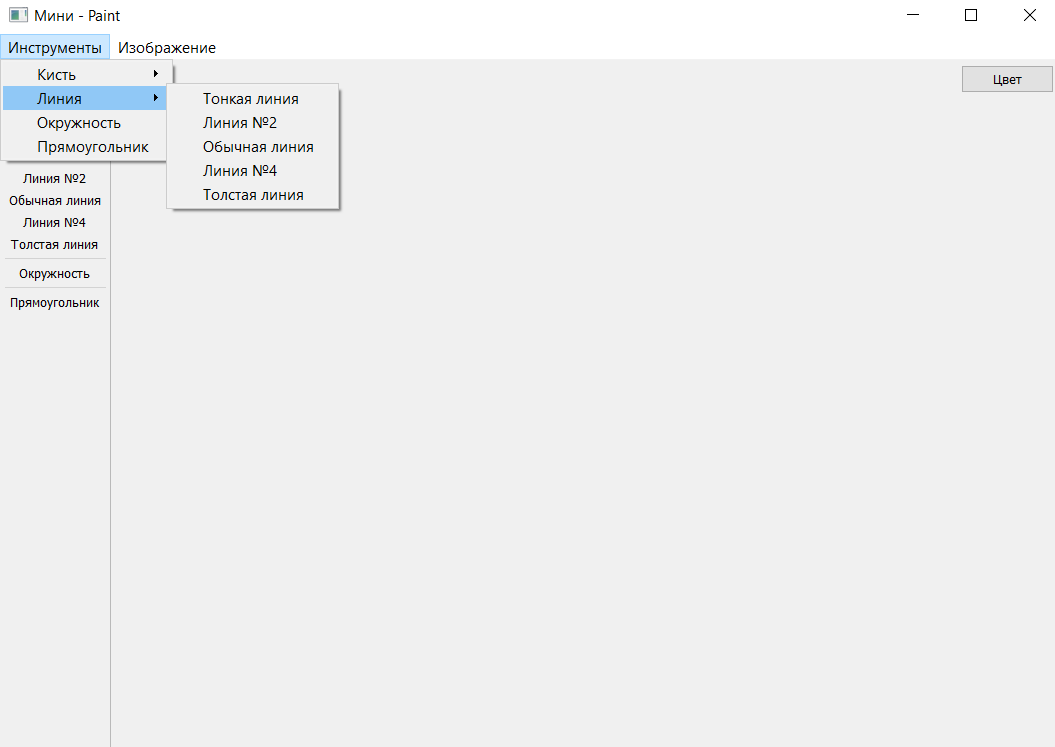 Мини - Paint
Инструменты Изображение
Кисть
Линия
Окружность
Прямоугольник
Тонкая линия
Линия №2
Обычная линия
Линия №4
Толстая линия
Цвет
Линия №2
Обычная линия
Линия №4
Толстая линия
Окружность
Прямоугольник